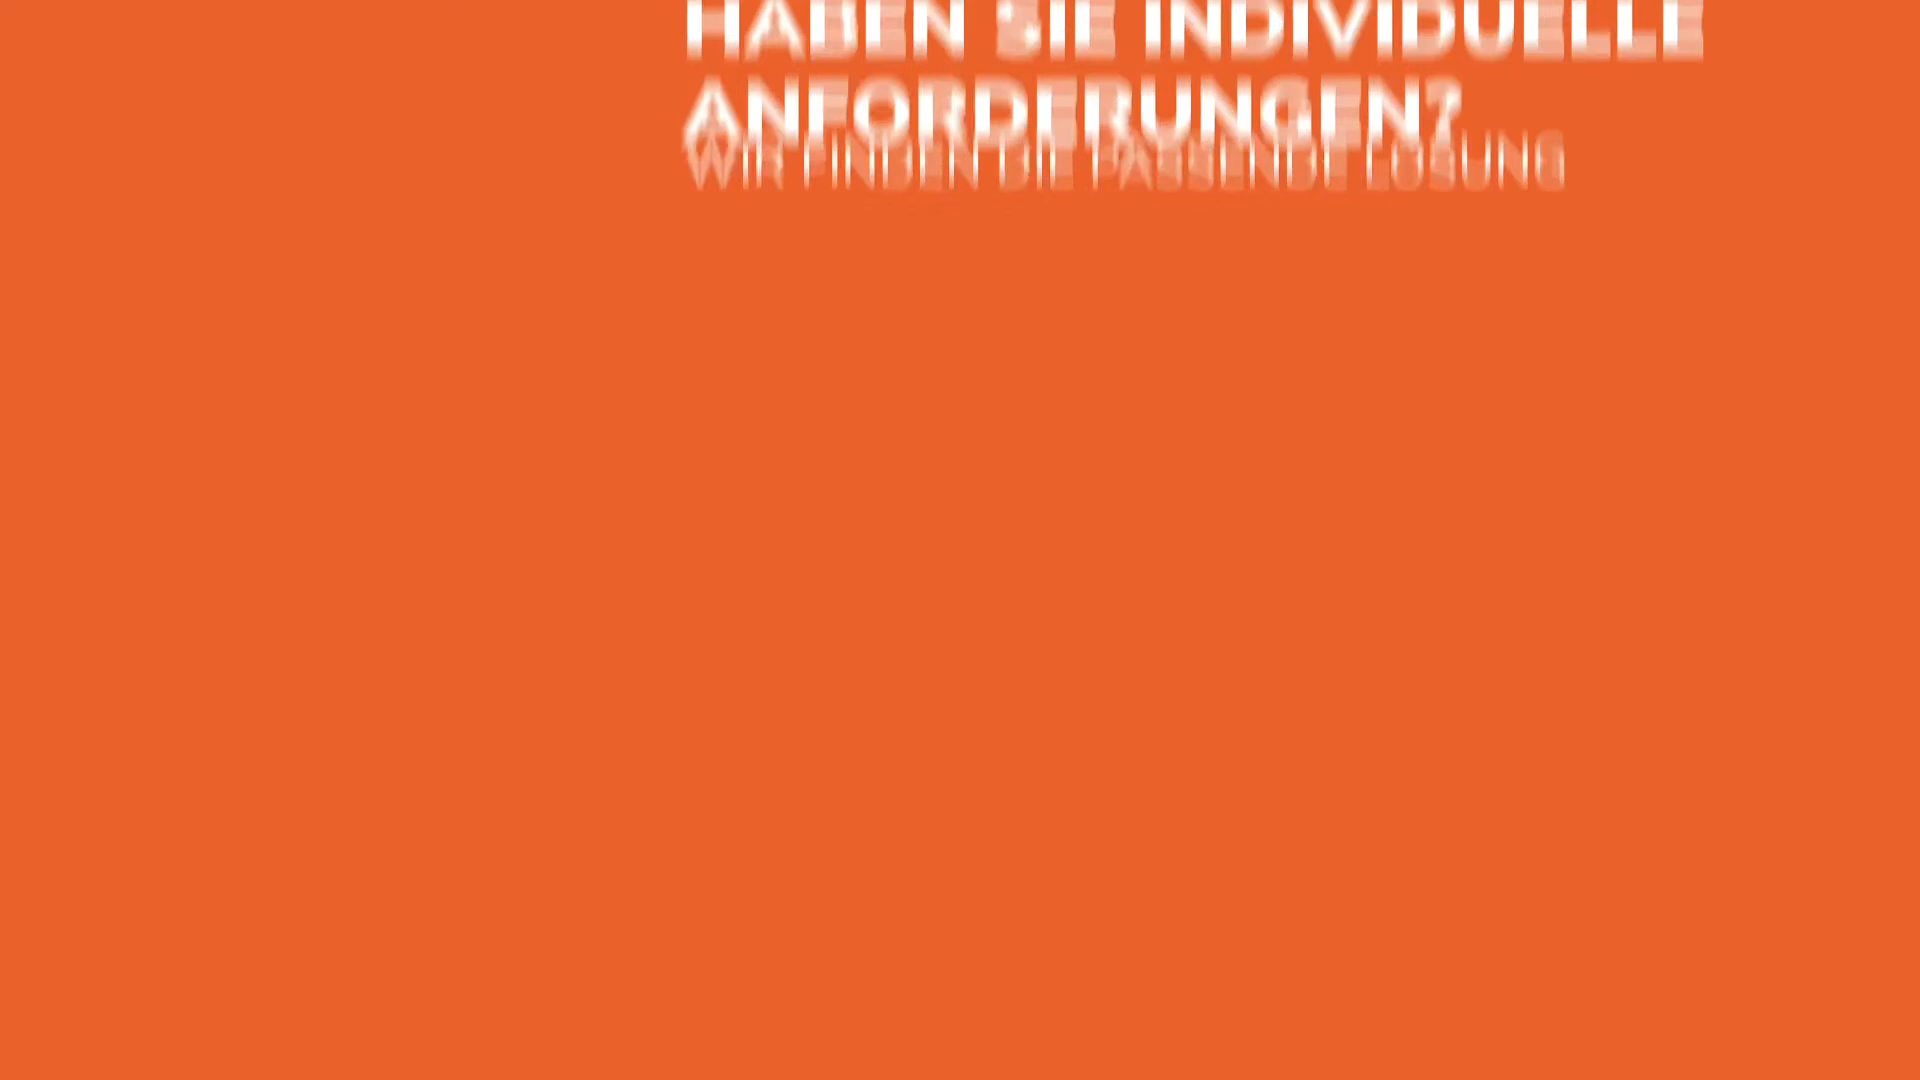 HABEN SIE INDIVIDUELLE
ANFORDERUNGEN?
WIR FINDEN DIE PASSENDE LÖSUNG